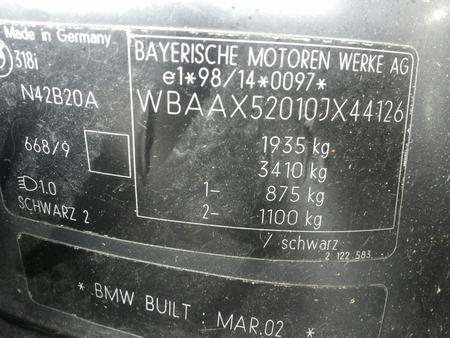 Made in Germany
3 318i
N42B20A
668/9
1.0
SCHWARZ 2
BAYERISCHE MOTOREN WERKE AG
e1*98/14*0097*
WBAAX52010JX44126
1935 kg
3410 kg
1- 875 kg
2- 1100 kg
/ schwarz
2 122 583
* BMW BUILT : MAR.02 *